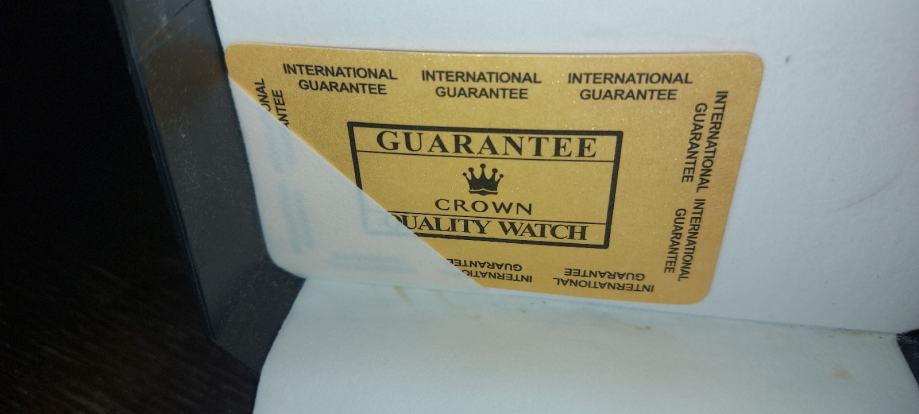 INTERNATIONAL INTERNATIONAL INTERNATIONAL
GUARANTEE GUARANTEE GUARANTEE
GUARANTEE
CROWN
QUALITY WATCH
INTERNATIONAL
GUARANTEE
INTERNATIONAL
GUARANTEE
INTERNATIONAL
GUARANTEE